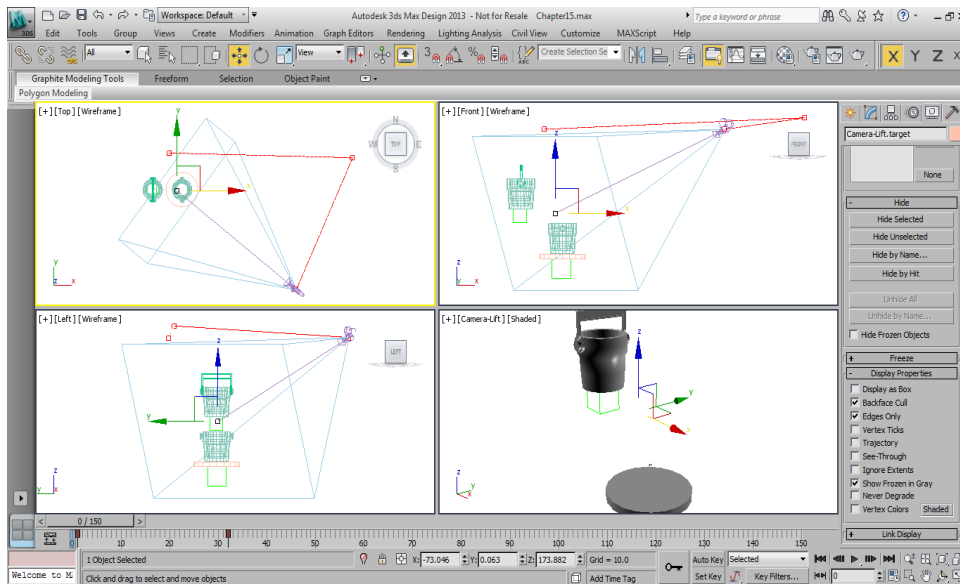 Workspace: Default
Autodesk 3ds Max Design 2013 - Not for Resale Chapter15.max
Type a keyword or phrase
3DS
Edit Tools Group Views Create Modifiers Animation Graph Editors Rendering Lighting Analysis Civil View Customize MAXScript Help
All View 3 Create Selection Se X Y Z
Graphite Modeling Tools Freeform Selection Object Paint
Polygon Modeling
[+] [Top] [Wireframe]
N
W TOP E
S
y
x
y
z x
[+] [Front] [Wireframe]
FRONT
z
x
z
y x
[+] [Left] [Wireframe]
LEFT
z
y
z
y x
[+] [Camera-Lift] [Shaded]
z
y
x
z
x
Camera-Lift.target
None
- Hide
Hide Selected
Hide Unselected
Hide by Name...
Hide by Hit
Unhide All
Unhide by Name...
Hide Frozen Objects
+ Freeze
- Display Properties
Display as Box
Backface Cull
Edges Only
Vertex Ticks
Trajectory
See-Through
Ignore Extents
Show Frozen in Gray
Never Degrade
Vertex Colors Shaded
+ Link Display
< 0 / 150 >
0 10 20 30 40 50 60 70 80 90 100 110 120 130 140 150
1 Object Selected X: -73.046 Y: 0.063 Z: 173.882 Grid = 10.0 Auto Key Selected
Welcome to M Click and drag to select and move objects Add Time Tag Set Key Key Filters... 0